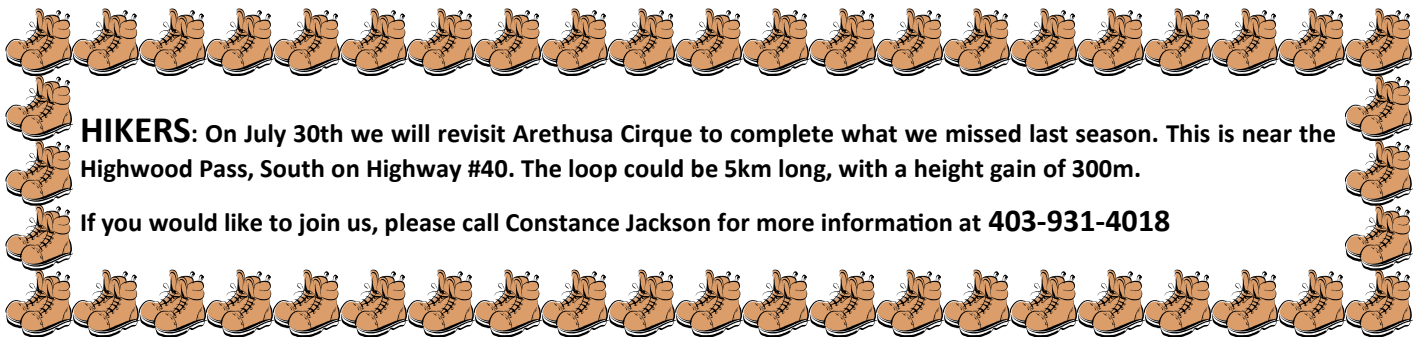 HIKERS: On July 30th we will revisit Arethusa Cirque to complete what we missed last season. This is near the
Highwood Pass, South on Highway #40. The loop could be 5km long, with a height gain of 300m.
If you would like to join us, please call Constance Jackson for more information at 403-931-4018